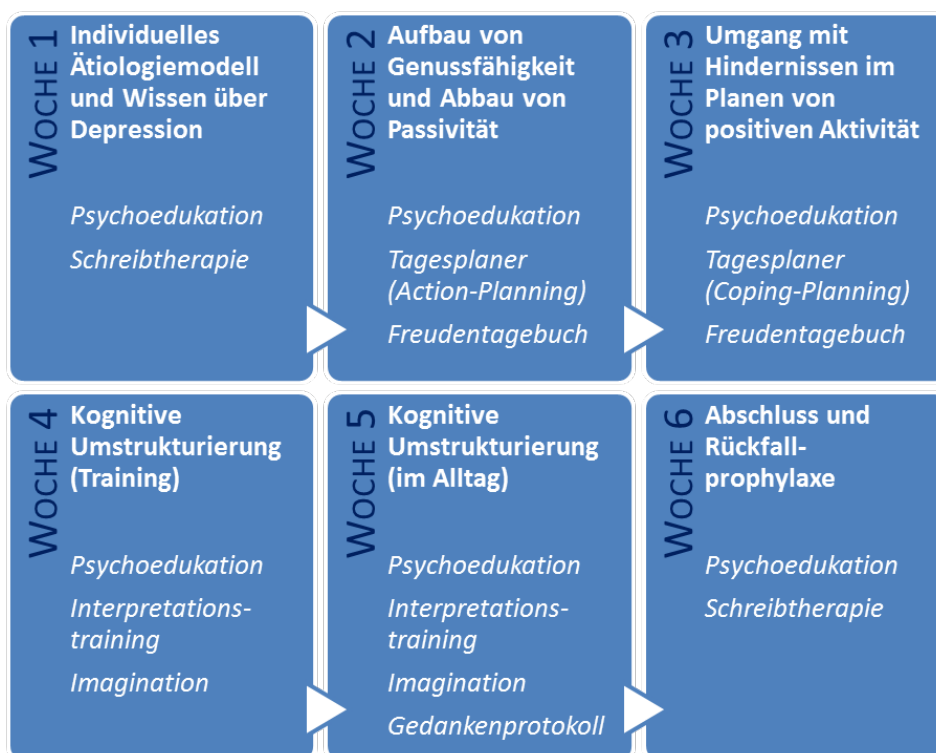 WOCHE 1
Individuelles
Ätiologiemodell
und Wissen über
Depression
Psychoedukation
Schreibtherapie
WOCHE 2
Aufbau von
Genussfähigkeit
und Abbau von
Passivität
Psychoedukation
Tagesplaner
(Action-Planning)
Freudentagebuch
WOCHE 3
Umgang mit
Hindernissen im
Planen von
positiven Aktivität
Psychoedukation
Tagesplaner
(Coping-Planning)
Freudentagebuch
WOCHE 4
Kognitive
Umstrukturierung
(Training)
Psychoedukation
Interpretations-
training
Imagination
WOCHE 5
Kognitive
Umstrukturierung
(im Alltag)
Psychoedukation
Interpretations-
training
Imagination
Gedankenprotokoll
WOCHE 6
Abschluss und
Rückfall-
prophylaxe
Psychoedukation
Schreibtherapie